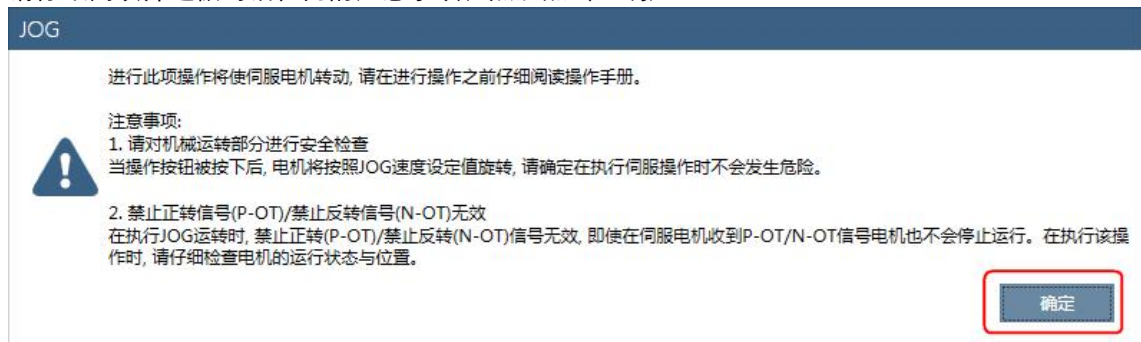 JOG
进行此项操作将使伺服电机转动, 请在进行操作之前仔细阅读操作手册。
注意事项:
1. 请对机械运转部分进行安全检查
当操作按钮被按下后, 电机将按照JOG速度设定值旋转, 请确定在执行伺服操作时不会发生危险。
2. 禁止正转信号(P-OT)/禁止反转信号(N-OT)无效
在执行JOG运转时, 禁止正转(P-OT)/禁止反转(N-OT)信号无效, 即使在伺服电机收到P-OT/N-OT信号电机也不会停止运行。在执行该操
作时, 请仔细检查电机的运行状态与位置。
确定